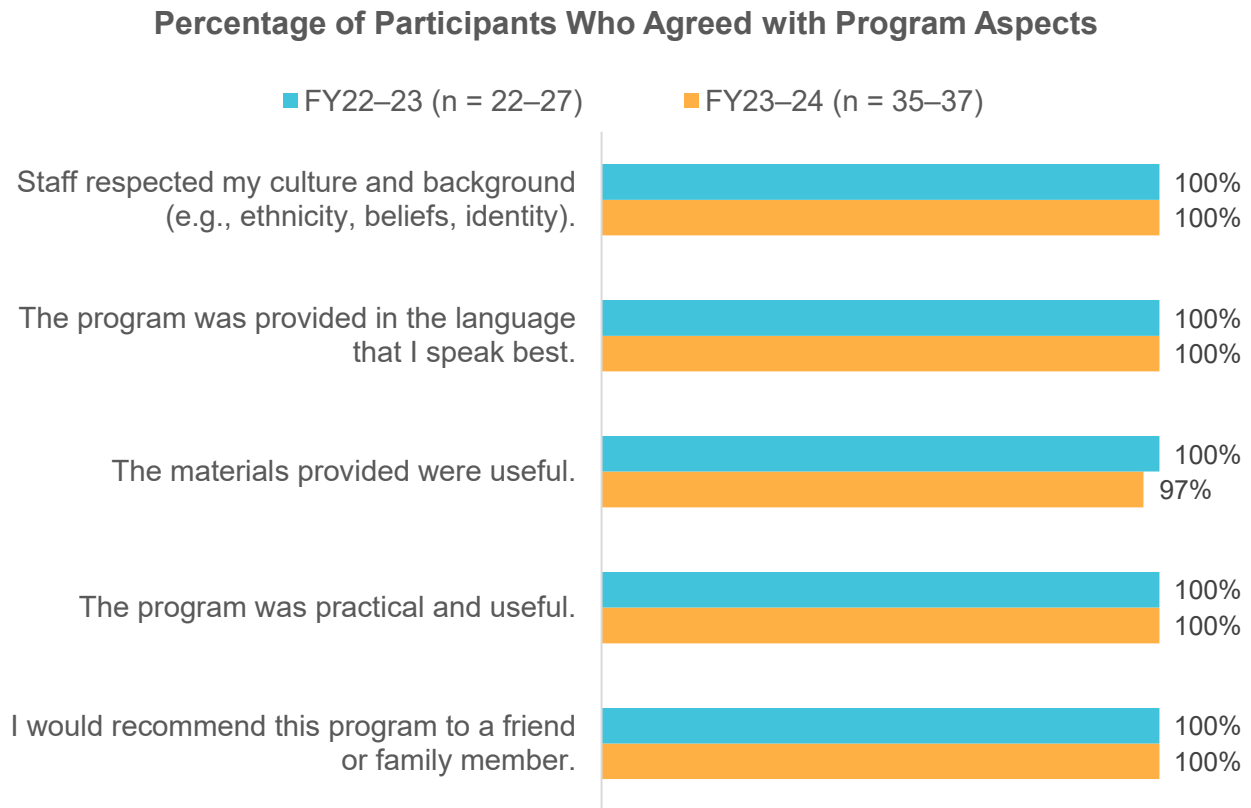 Percentage of Participants Who Agreed with Program Aspects
FY22–23 (n = 22–27) FY23–24 (n = 35–37)
Staff respected my culture and background
(e.g., ethnicity, beliefs, identity).
100%
100%
The program was provided in the language
that I speak best.
100%
100%
The materials provided were useful.
100%
97%
The program was practical and useful.
100%
100%
I would recommend this program to a friend
or family member.
100%
100%